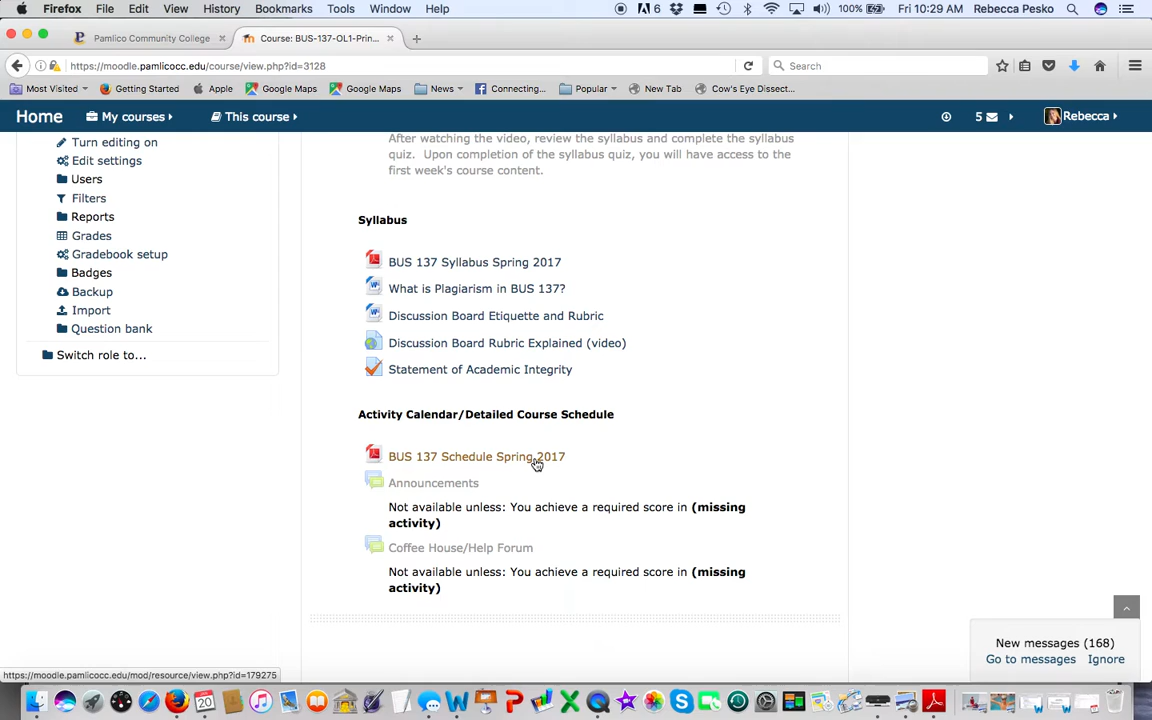 Firefox File Edit View History Bookmarks Tools Window Help 6 100% Fri 10:29 AM Rebecca Pesko
Pamlico Community College × Course: BUS-137-OL1-Prin... × +
https://moodle.pamlicocc.edu/course/view.php?id=3128 Search
Most Visited Getting Started Apple Google Maps Google Maps News Connecting... Popular New Tab Cow's Eye Dissect...
Home My courses This course 5 Rebecca
After watching the video, review the syllabus and complete the syllabus
quiz. Upon completion of the syllabus quiz, you will have access to the
first week's course content.
Turn editing on
Edit settings
Users
Filters
Reports
Grades
Gradebook setup
Badges
Backup
Import
Question bank
Switch role to...
Syllabus
BUS 137 Syllabus Spring 2017
What is Plagiarism in BUS 137?
Discussion Board Etiquette and Rubric
Discussion Board Rubric Explained (video)
Statement of Academic Integrity
Activity Calendar/Detailed Course Schedule
BUS 137 Schedule Spring 2017
Announcements
Not available unless: You achieve a required score in (missing
activity)
Coffee House/Help Forum
Not available unless: You achieve a required score in (missing
activity)
New messages (168)
Go to messages Ignore
https://moodle.pamlicocc.edu/mod/resource/view.php?id=179275
20